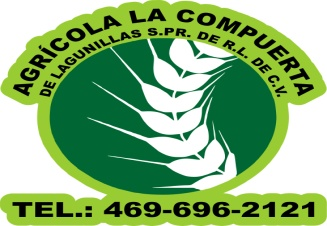 AGRÍCOLA LA COMPUERTA
DE LAGUNILLAS S.PR. DE R.L. DE C.V.
TEL.: 469-696-2121